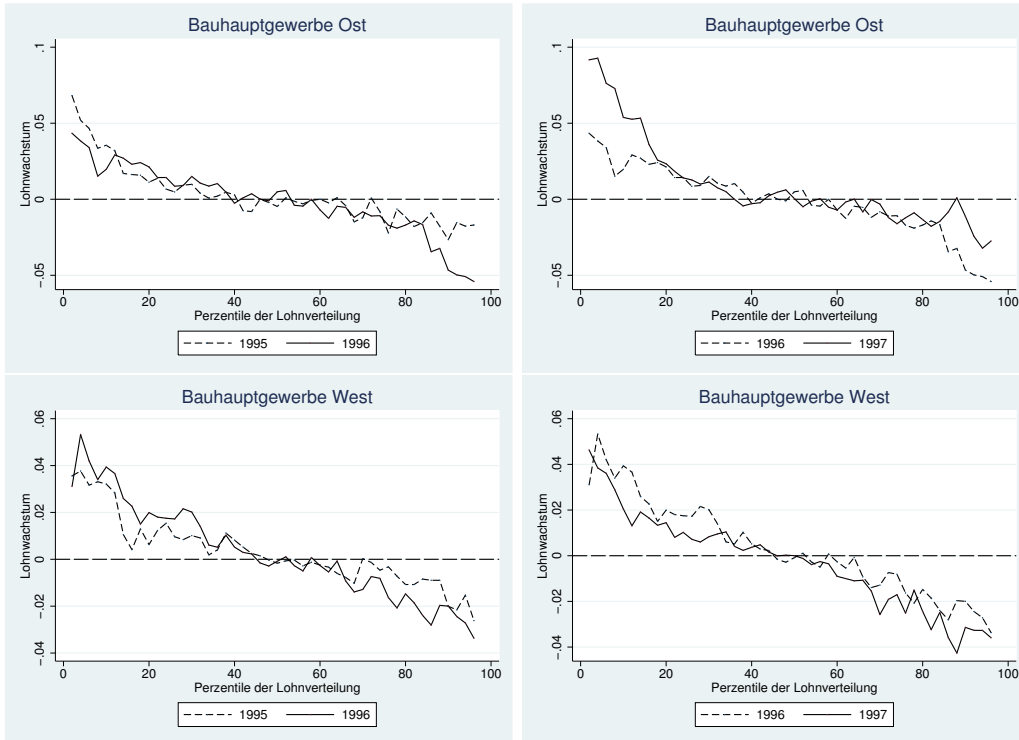 Bauhauptgewerbe Ost
Lohnwachstum
.1
.05
0
-.05
0 20 40 60 80 100
Perzentile der Lohnverteilung
1995 1996
Bauhauptgewerbe Ost
Lohnwachstum
.1
.05
0
-.05
0 20 40 60 80 100
Perzentile der Lohnverteilung
1996 1997
Bauhauptgewerbe West
Lohnwachstum
.06
.04
.02
0
-.02
-.04
0 20 40 60 80 100
Perzentile der Lohnverteilung
1995 1996
Bauhauptgewerbe West
Lohnwachstum
.06
.04
.02
0
-.02
-.04
0 20 40 60 80 100
Perzentile der Lohnverteilung
1996 1997